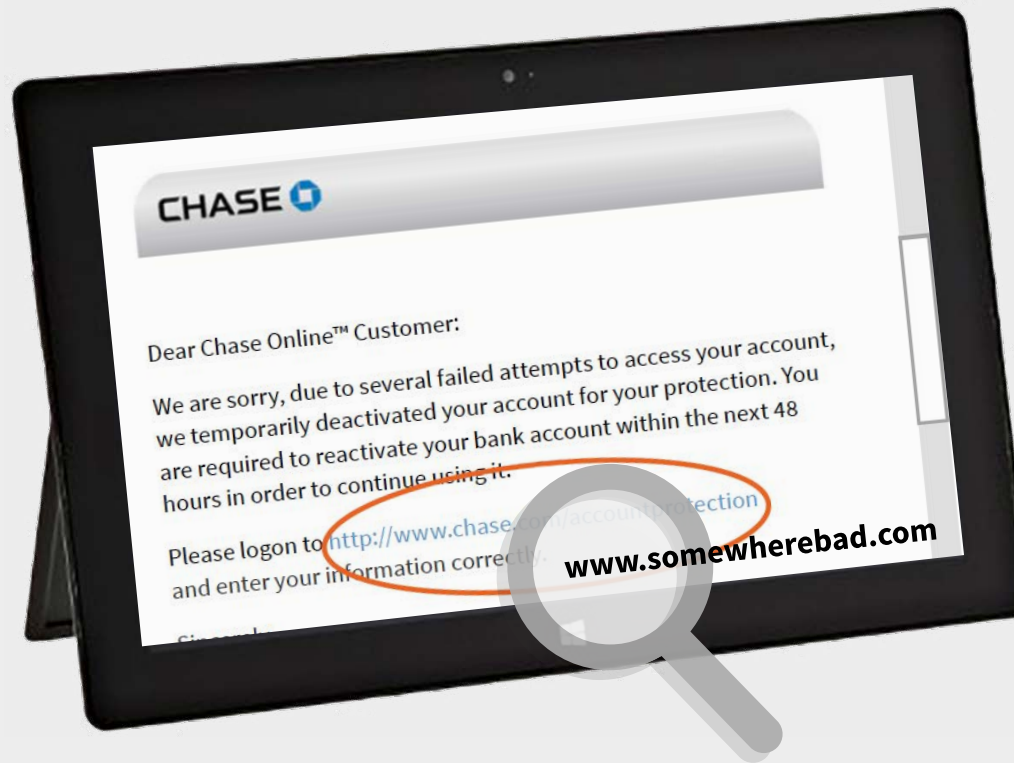 CHASE
Dear Chase Online™ Customer:
We are sorry, due to several failed attempts to access your account,
we temporarily deactivated your account for your protection. You
are required to reactivate your bank account within the next 48
hours in order to continue using it.
Please logon to http://www.chase.com/accountprotection
and enter your information correctly.
www.somewherebad.com
Sincerely